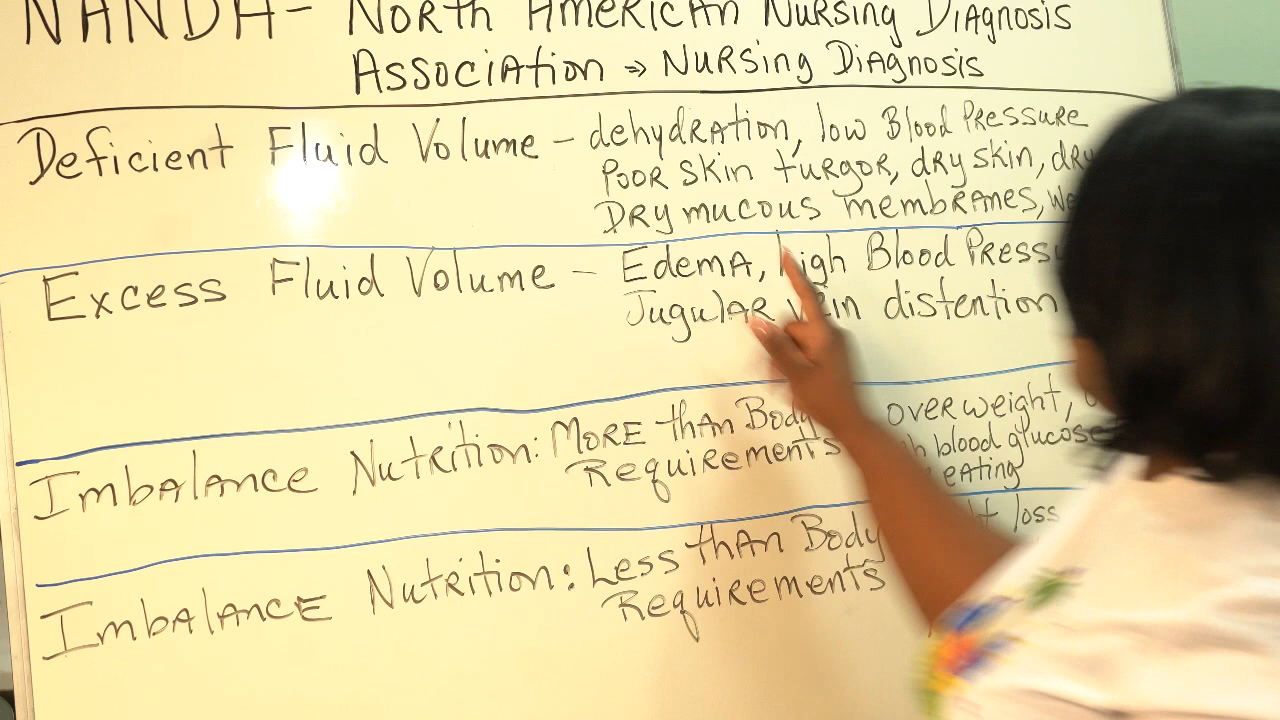 NANDA- North American Nursing Diagnosis
Association → Nursing Diagnosis
Deficient Fluid Volume - dehydration, low Blood Pressure
Poor skin turgor, dry skin, dry
Dry mucous membranes,
Excess Fluid Volume - Edema, high Blood
Jugular vein distention
Imbalance Nutrition: More than Body
Requirements
overweight,
blood glucose
eating
Imbalance Nutrition: Less than Body
Requirements
loss